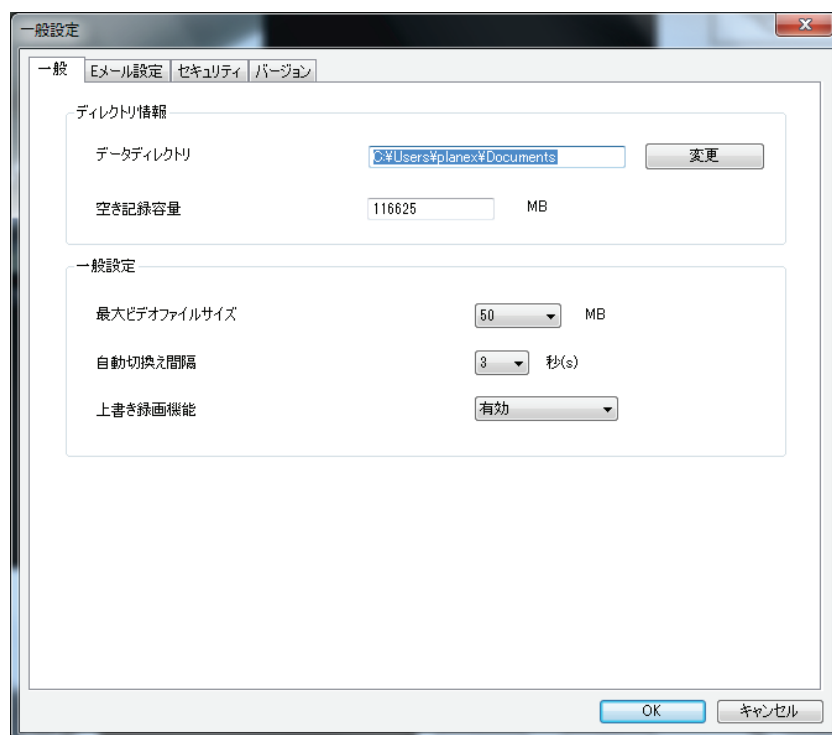 一般設定
一般 Eメール設定 セキュリティ バージョン
ディレクトリ情報
データディレクトリ C:¥Users¥planex¥Documents 変更
空き記録容量 116625 MB
一般設定
最大ビデオファイルサイズ 50 MB
自動切換え間隔 3 秒(s)
上書き録画機能 有効
OK キャンセル